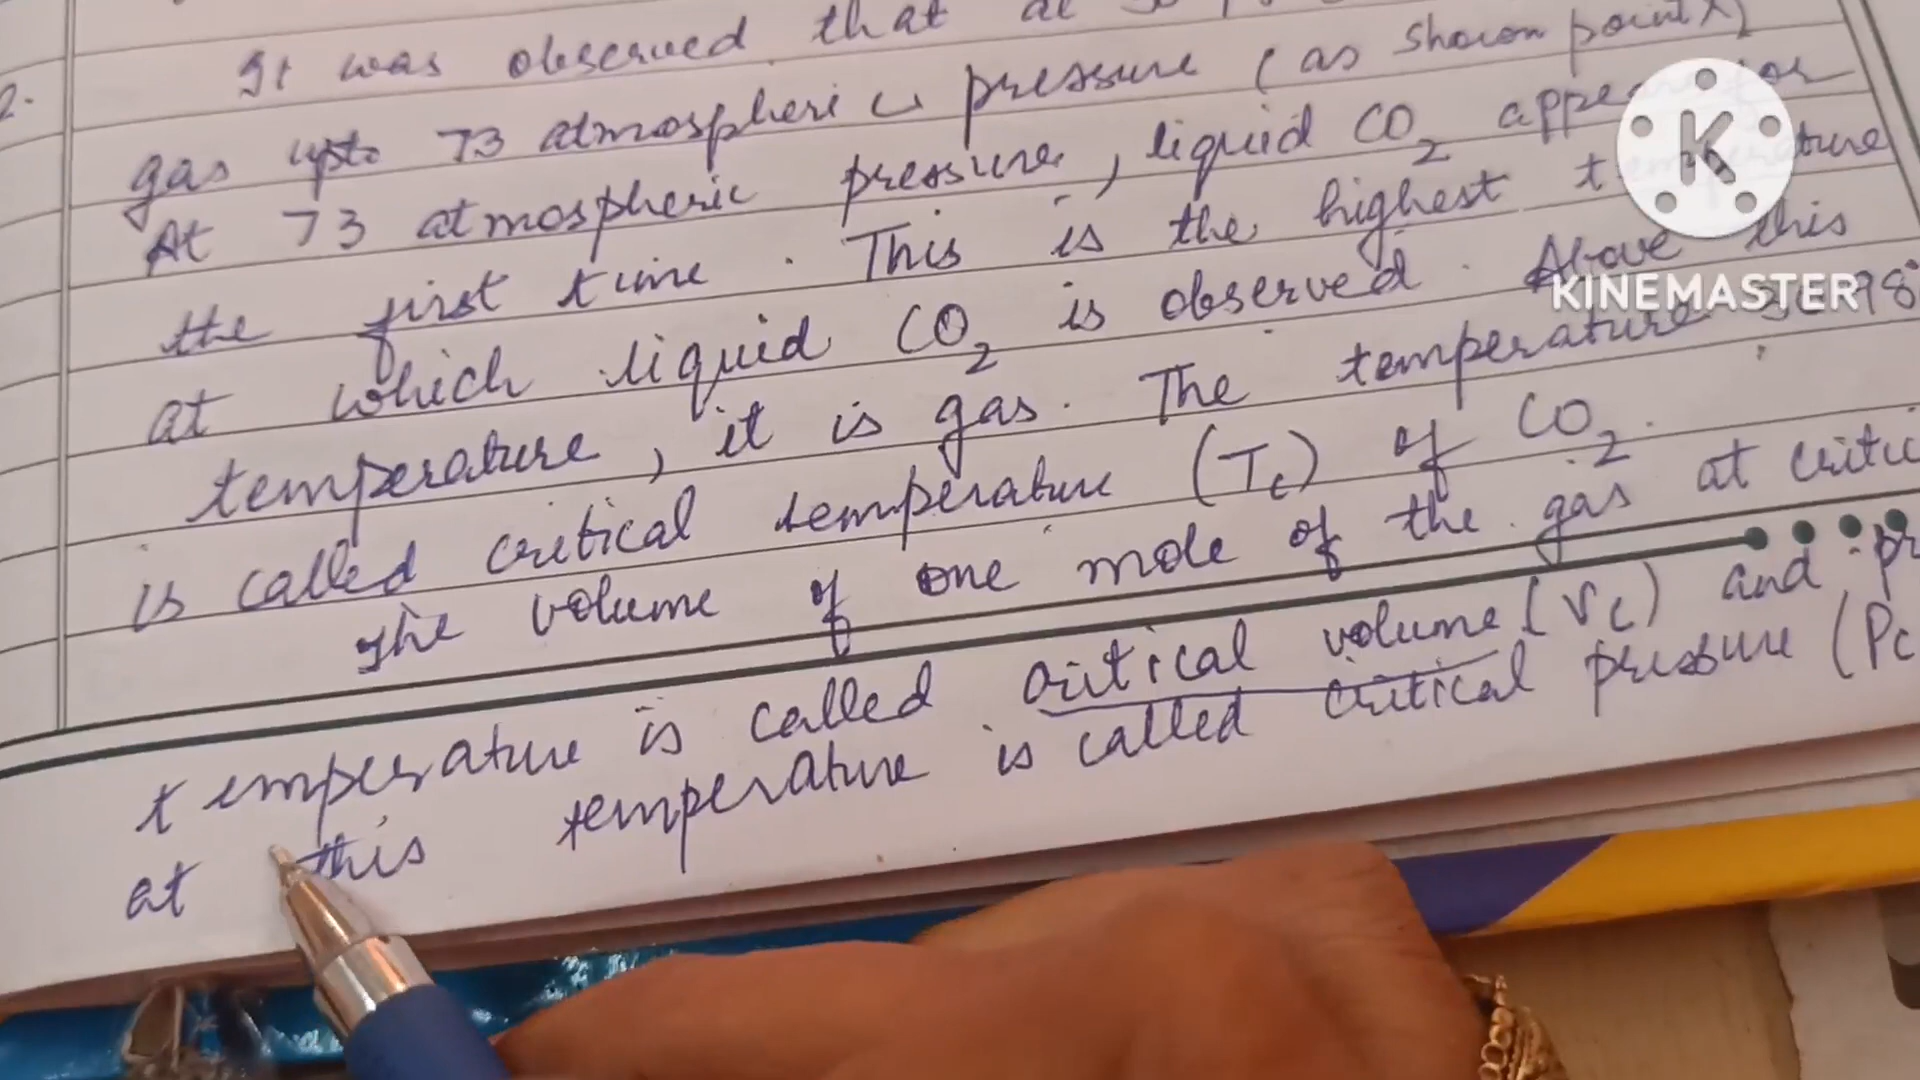 It was observed that at
2.
gas upto 73 atmospheric pressure (as shown point X)
At 73 atmospheric pressure, liquid CO2
the first time. This is the highest temperature
at which liquid CO2 is observed. Above this
temperature, it is gas. The temperature
is called critical temperature (Tc) of CO2.
The volume of one mole of the gas at
temperature is called critical volume (Vc) and
at this temperature is called critical pressure (Pc
K
KINEMASTER